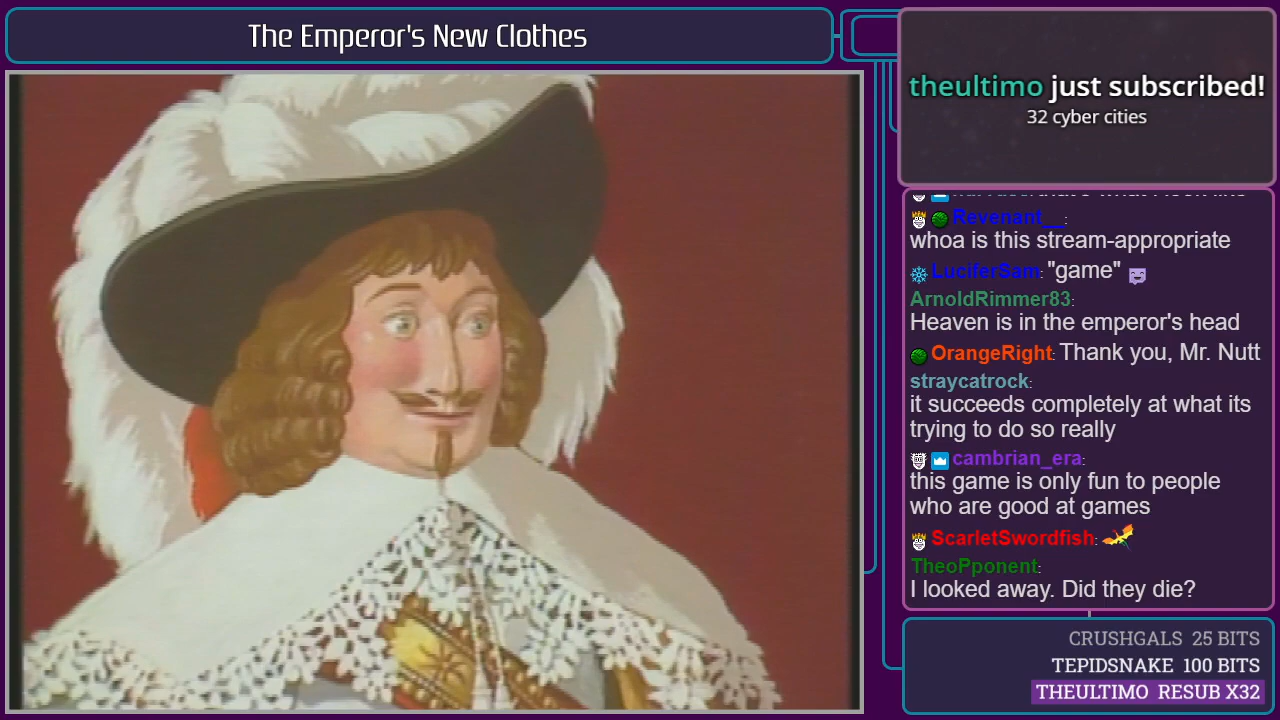 The Emperor's New Clothes
theultimo just subscribed!
32 cyber cities
Revenant__:
whoa is this stream-appropriate
LuciferSam: "game"
ArnoldRimmer83:
Heaven is in the emperor's head
OrangeRight: Thank you, Mr. Nutt
straycatrock:
it succeeds completely at what its
trying to do so really
cambrian_era:
this game is only fun to people
who are good at games
ScarletSwordfish:
TheoPponent:
I looked away. Did they die?
CRUSHGALS 25 BITS
TEPIDSNAKE 100 BITS
THEULTIMO RESUB X32